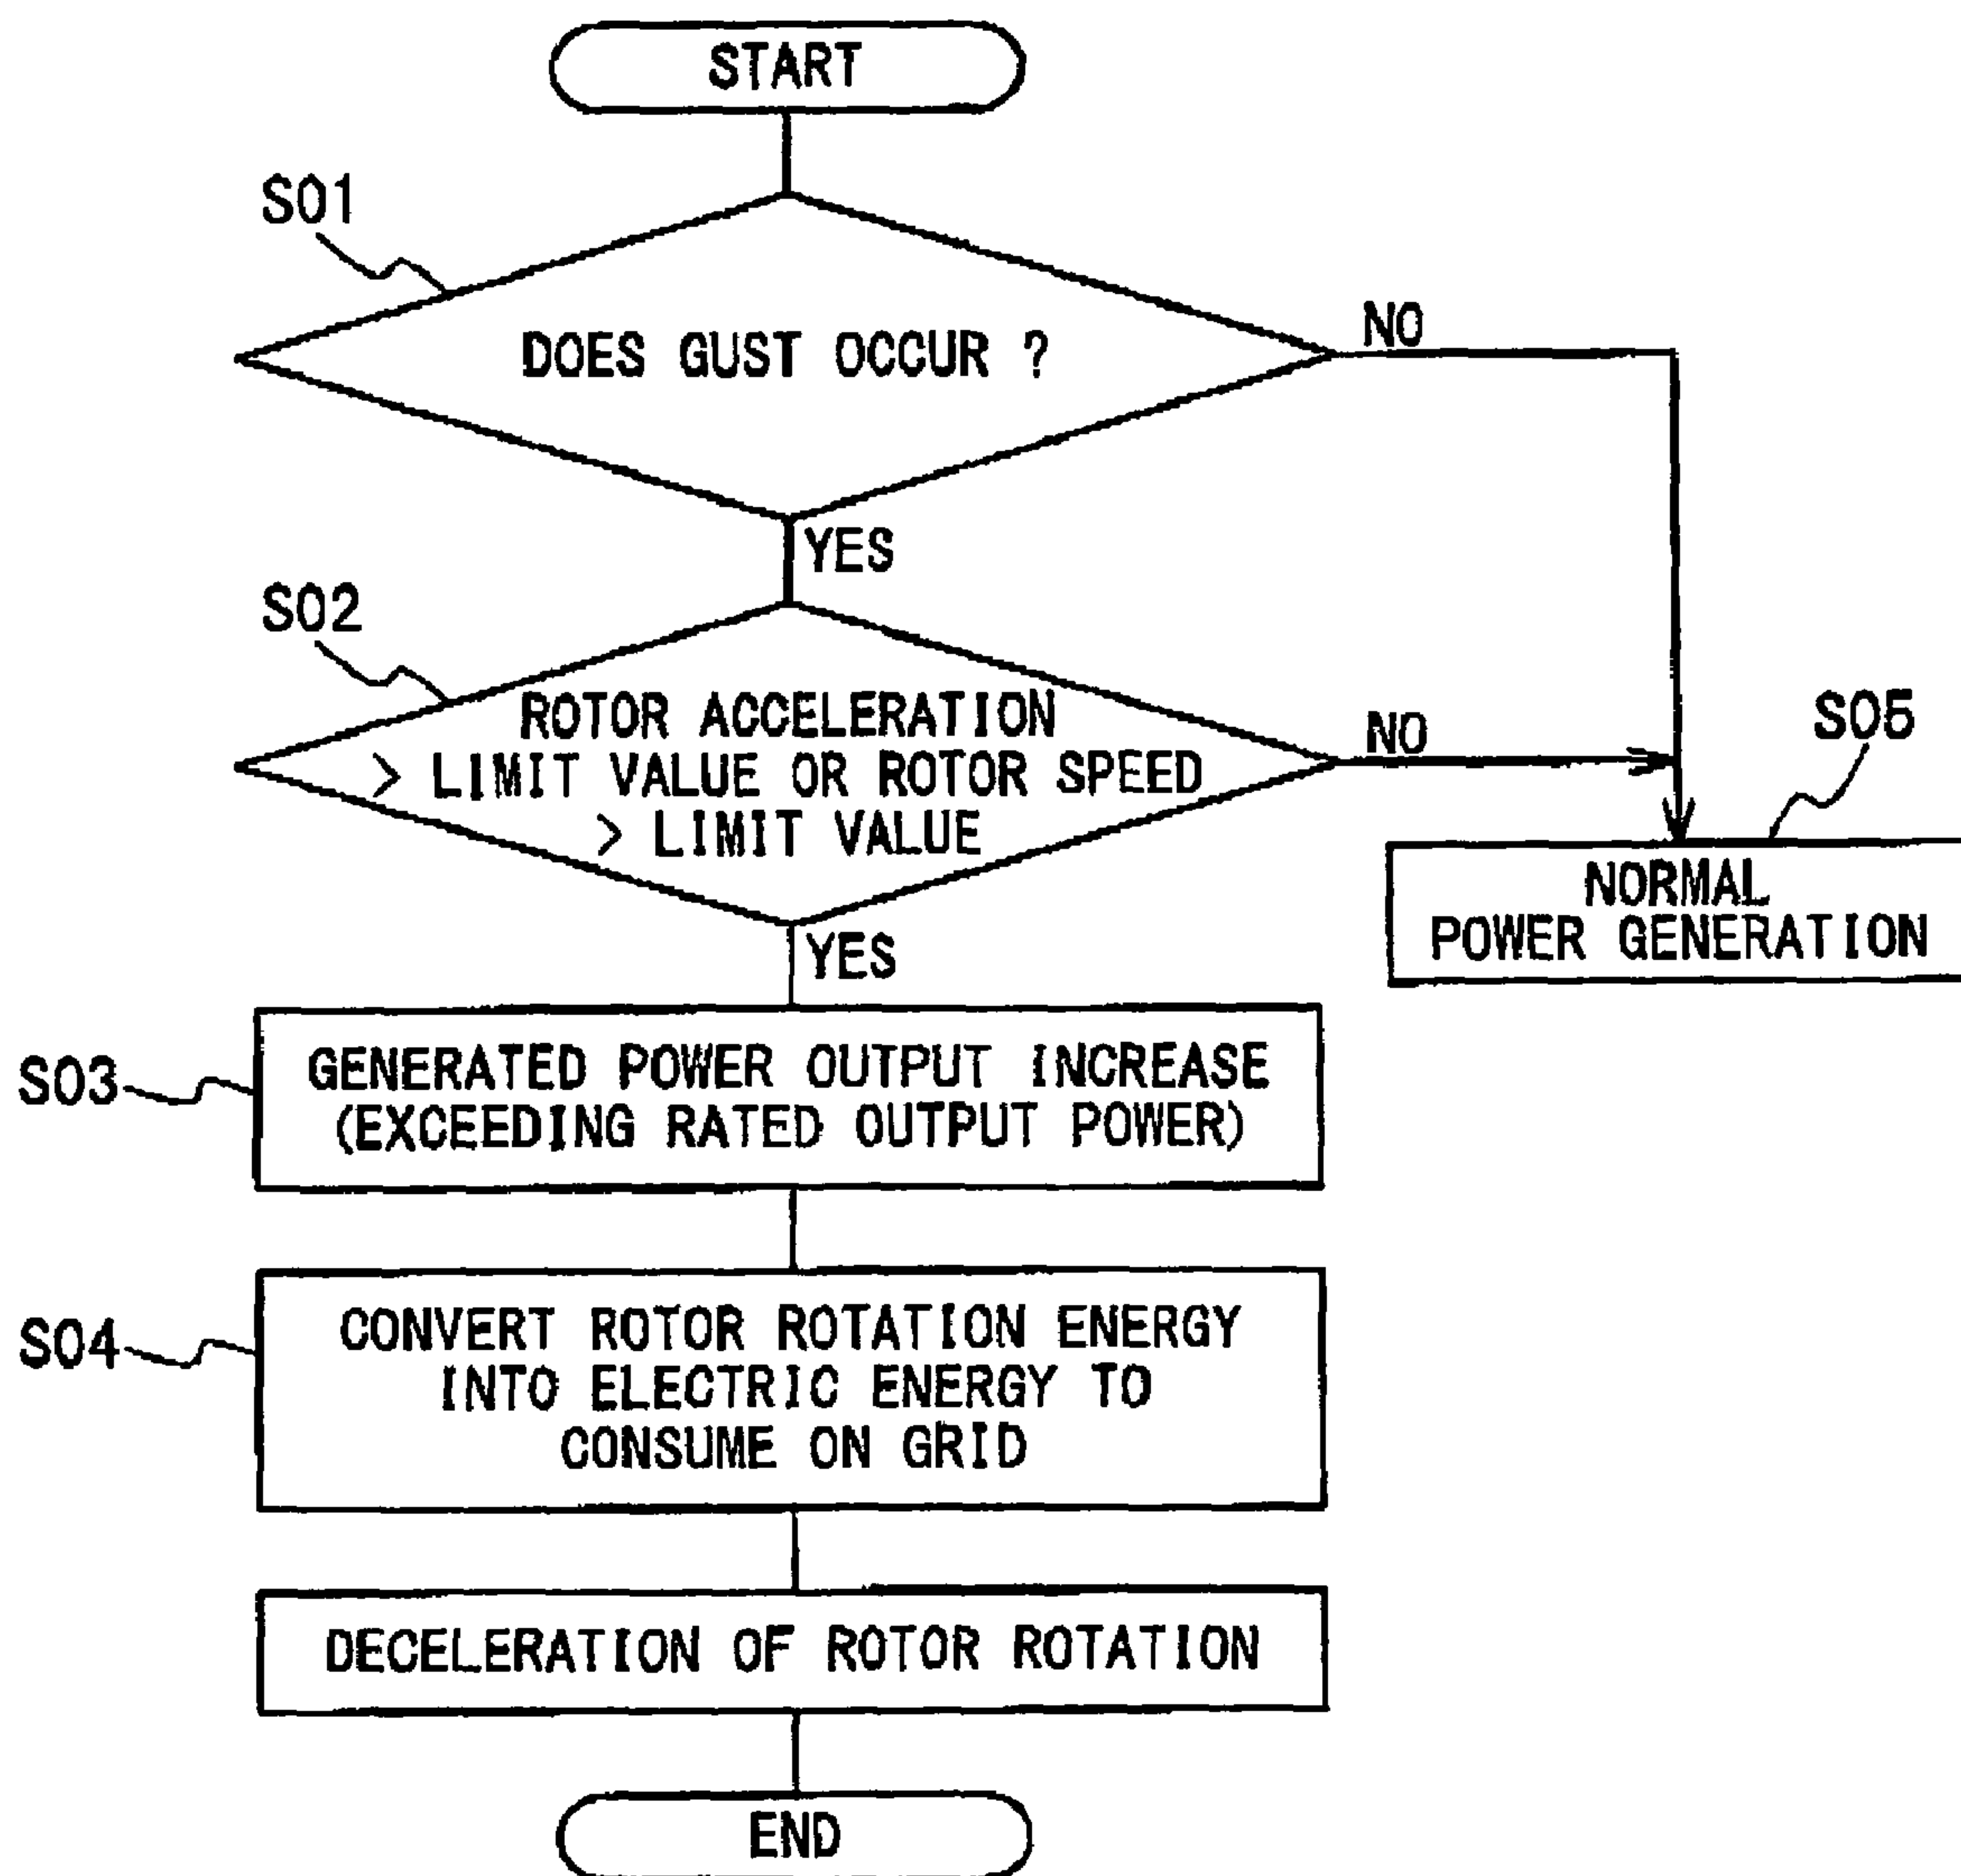 START
S01
DOES GUST OCCUR ?
NO
YES
S02
ROTOR ACCELERATION
> LIMIT VALUE OR ROTOR SPEED
> LIMIT VALUE
NO
S05
NORMAL
POWER GENERATION
YES
S03
GENERATED POWER OUTPUT INCREASE
(EXCEEDING RATED OUTPUT POWER)
S04
CONVERT ROTOR ROTATION ENERGY
INTO ELECTRIC ENERGY TO
CONSUME ON GRID
DECELERATION OF ROTOR ROTATION
END